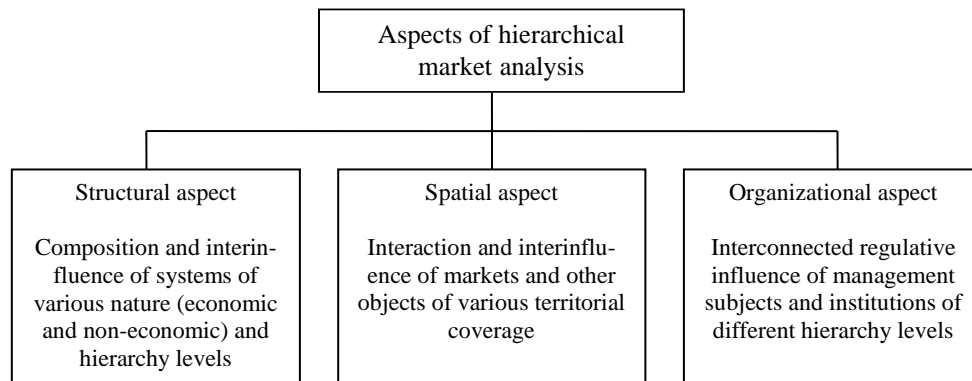 Aspects of hierarchical
market analysis
Structural aspect
Composition and interin-
fluence of systems of
various nature (economic
and non-economic) and
hierarchy levels
Spatial aspect
Interaction and interinflu-
ence of markets and other
objects of various territorial
coverage
Organizational aspect
Interconnected regulative
influence of management
subjects and institutions of
different hierarchy levels